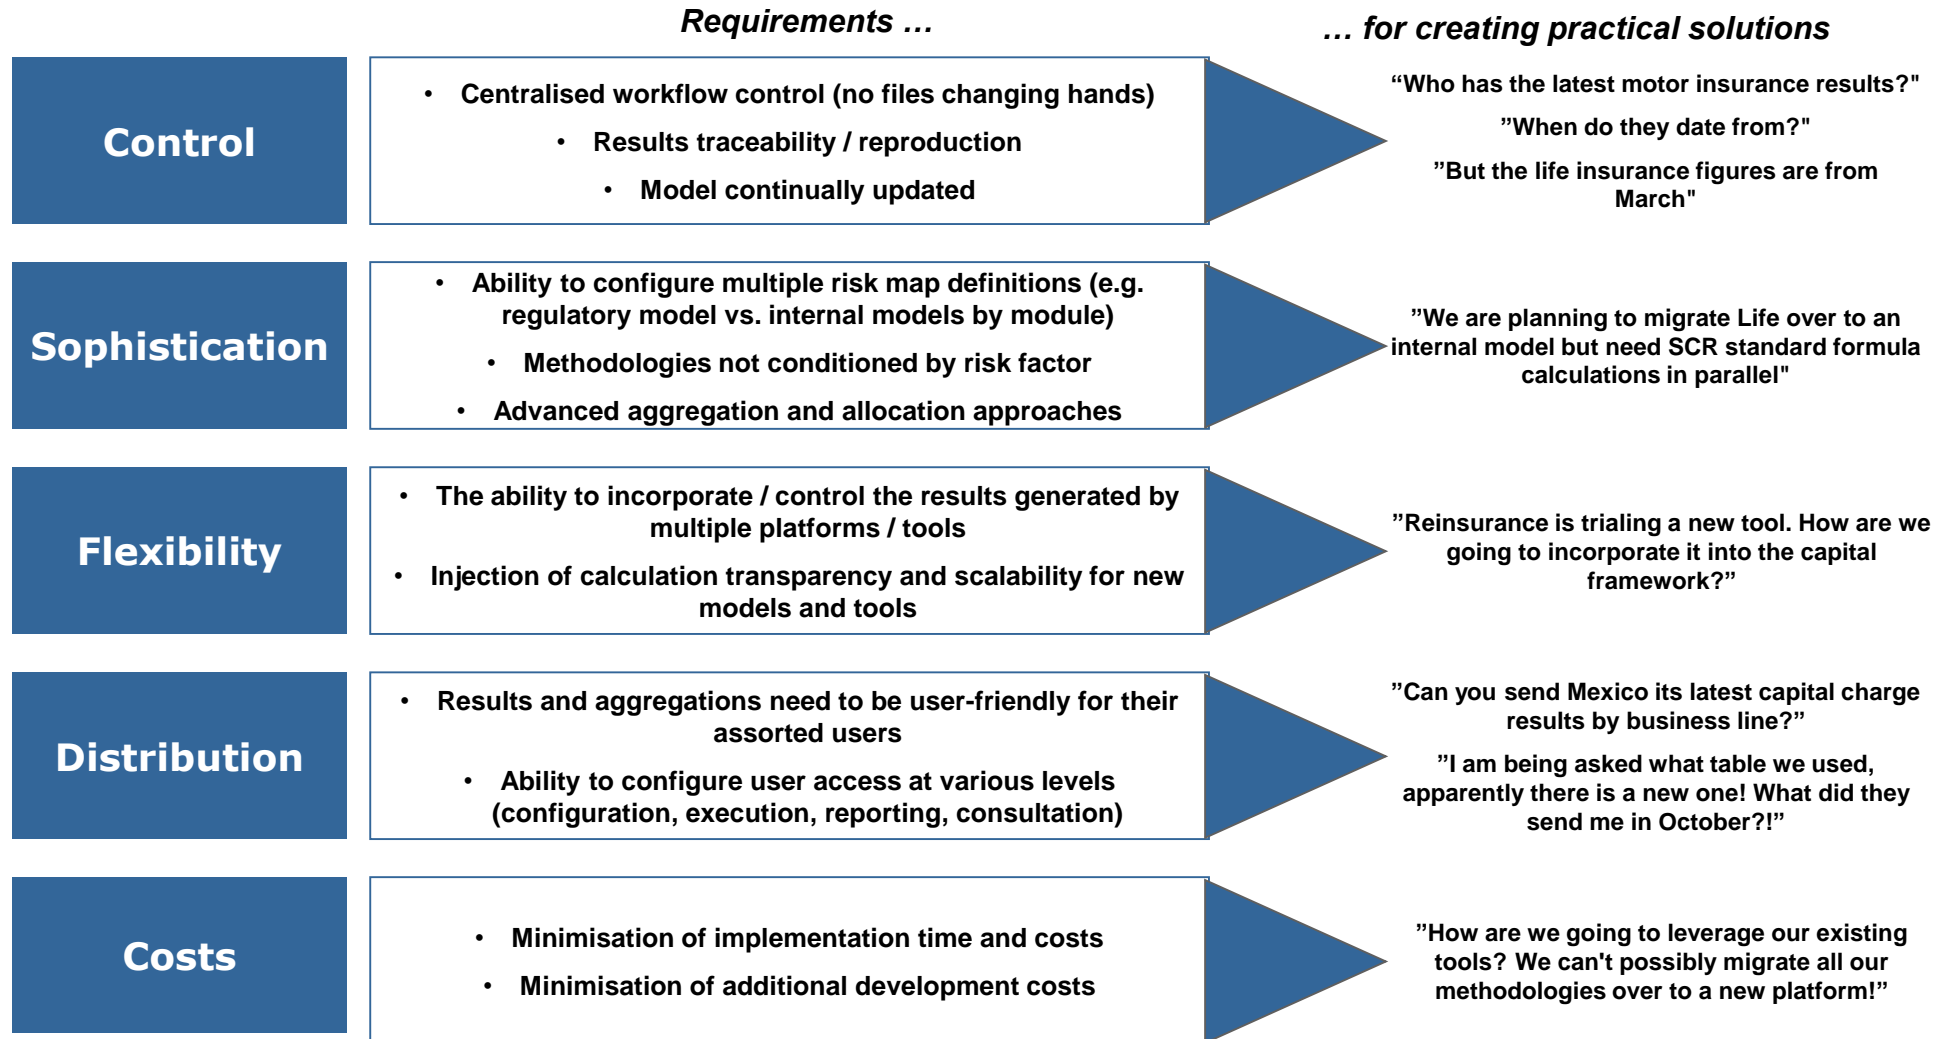 Requirements …
… for creating practical solutions
Control
• Centralised workflow control (no files changing hands)
• Results traceability / reproduction
• Model continually updated
“Who has the latest motor insurance results?"
”When do they date from?"
”But the life insurance figures are from
March"
Sophistication
• Ability to configure multiple risk map definitions (e.g.
regulatory model vs. internal models by module)
• Methodologies not conditioned by risk factor
• Advanced aggregation and allocation approaches
”We are planning to migrate Life over to an
internal model but need SCR standard formula
calculations in parallel"
Flexibility
• The ability to incorporate / control the results generated by
multiple platforms / tools
• Injection of calculation transparency and scalability for new
models and tools
”Reinsurance is trialing a new tool. How are we
going to incorporate it into the capital
framework?”
Distribution
• Results and aggregations need to be user-friendly for their
assorted users
• Ability to configure user access at various levels
(configuration, execution, reporting, consultation)
”Can you send Mexico its latest capital charge
results by business line?”
”I am being asked what table we used,
apparently there is a new one! What did they
send me in October?!”
Costs
• Minimisation of implementation time and costs
• Minimisation of additional development costs
”How are we going to leverage our existing
tools? We can't possibly migrate all our
methodologies over to a new platform!”